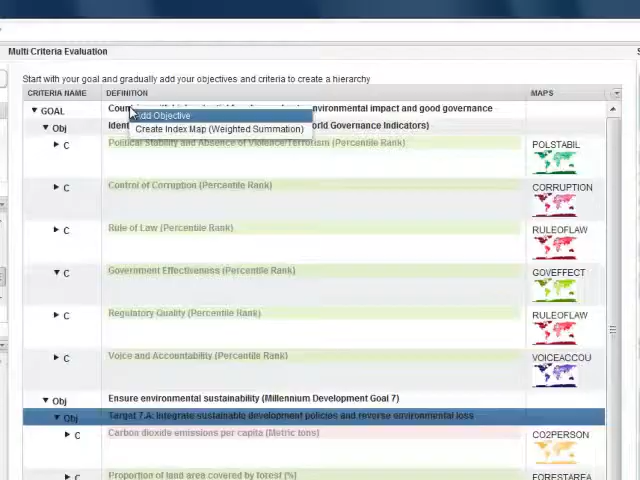 Multi Criteria Evaluation
Start with your goal and gradually add your objectives and criteria to create a hierarchy
CRITERIA NAME DEFINITION MAPS
GOAL environmental impact and good governance
Add Objective
Obj World Governance Indicators)
Create Index Map (Weighted Summation)
C Political Stability and Absence of Violence/Terrorism (Percentile Rank) POLSTABIL
C Control of Corruption (Percentile Rank) CORRUPTION
C Rule of Law (Percentile Rank) RULEOFLAW
C Government Effectiveness (Percentile Rank) GOVEFFECT
C Regulatory Quality (Percentile Rank) RULEOFLAW
C Voice and Accountability (Percentile Rank) VOICEACCOU
Obj Ensure environmental sustainability (Millennium Development Goal 7)
Obj Target 7.A: Integrate sustainable development policies and reverse environmental loss
C Carbon dioxide emissions per capita (Metric tons) CO2PERSON
C Proportion of land area covered by forest (%) FORESTAREA